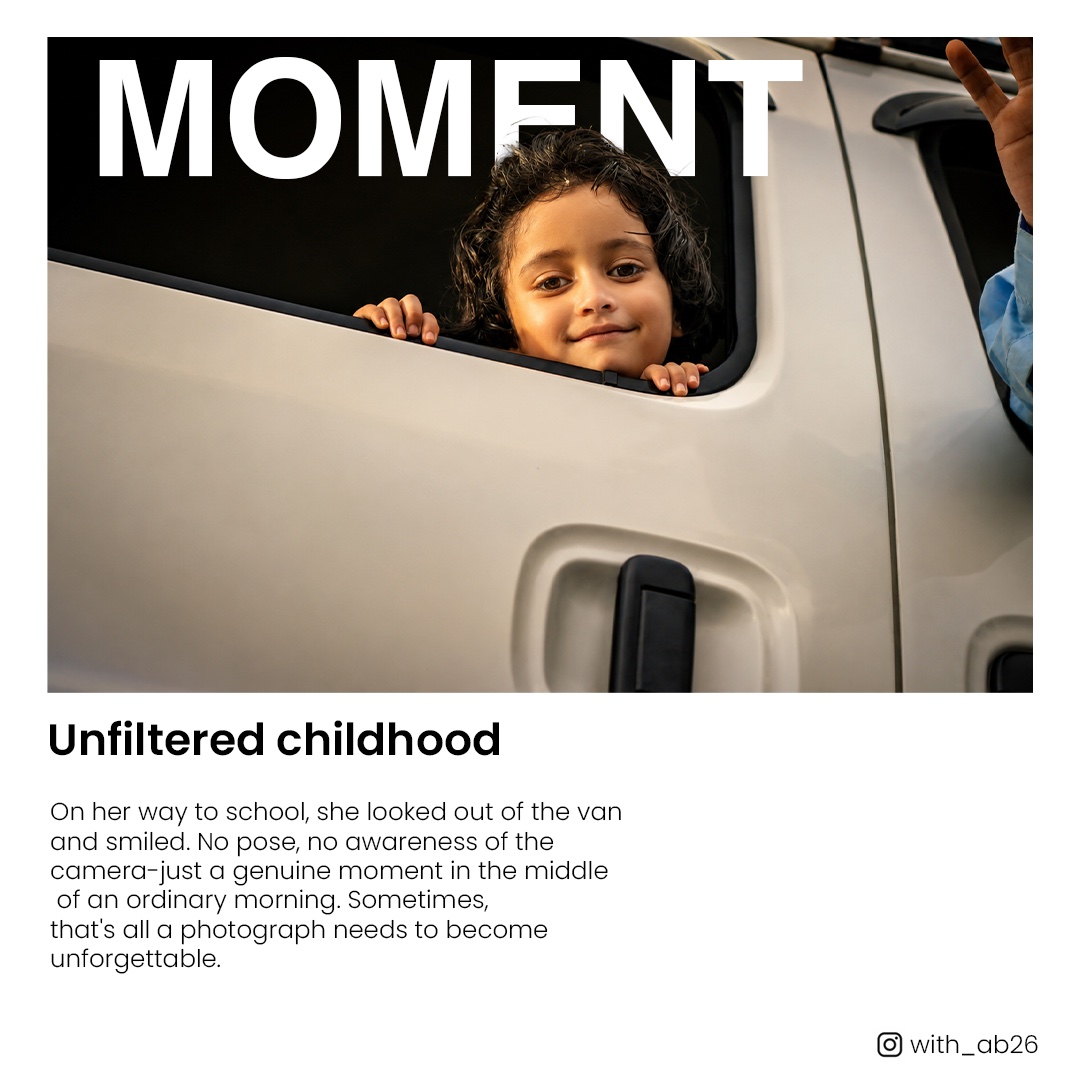 MOMENT
Unfiltered childhood
On her way to school, she looked out of the van
and smiled. No pose, no awareness of the
camera-just a genuine moment in the middle
of an ordinary morning. Sometimes,
that's all a photograph needs to become
unforgettable.
with_ab26